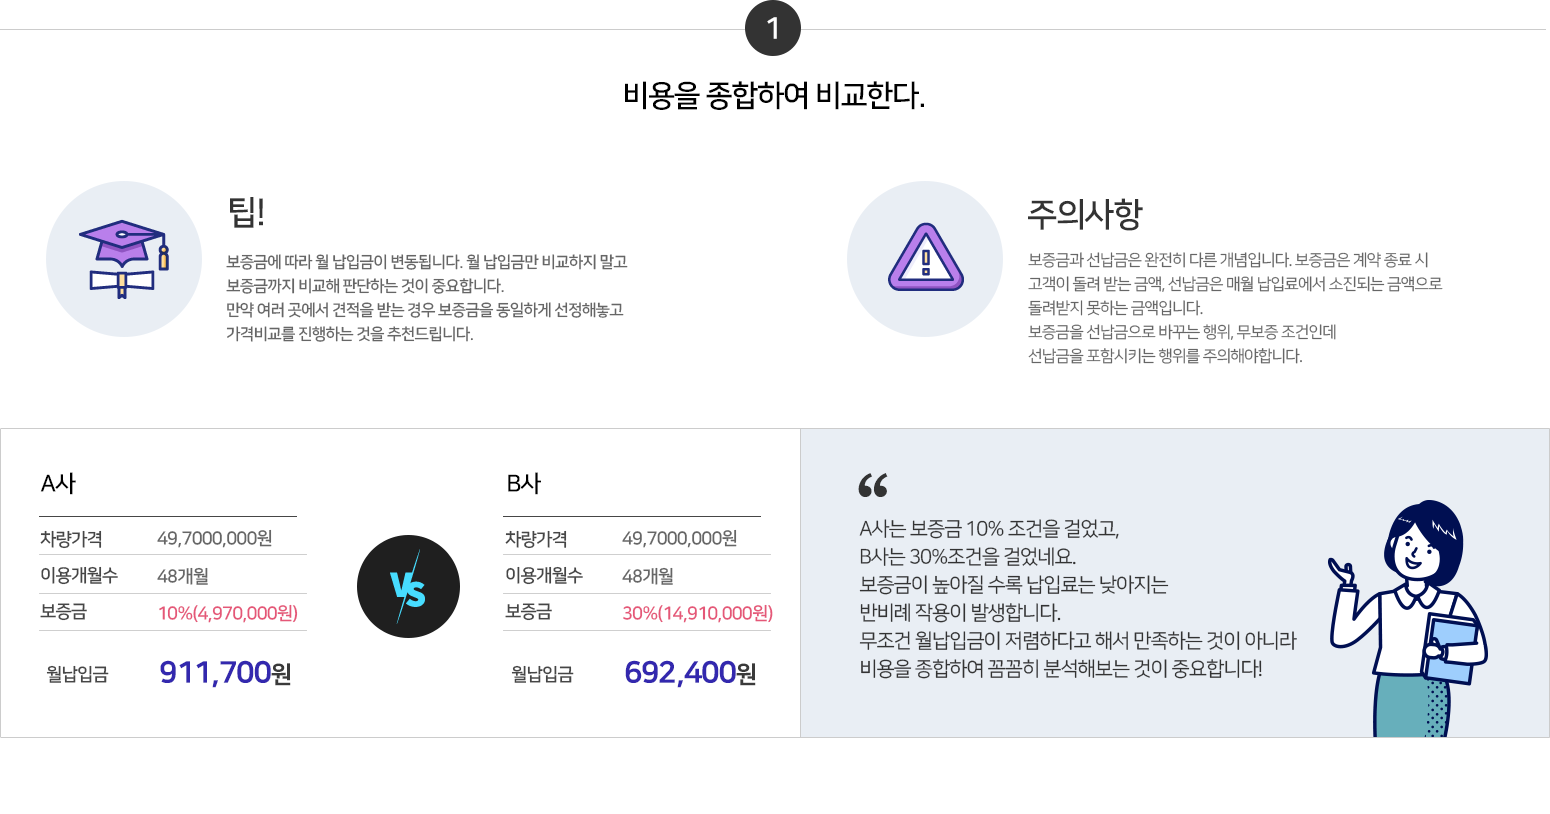 1
비용을 종합하여 비교한다.
팁!
보증금에 따라 월 납입금이 변동됩니다. 월 납입금만 비교하지 말고
보증금까지 비교해 판단하는 것이 중요합니다.
만약 여러 곳에서 견적을 받는 경우 보증금을 동일하게 선정해놓고
가격비교를 진행하는 것을 추천드립니다.
주의사항
보증금과 선납금은 완전히 다른 개념입니다. 보증금은 계약 종료 시
고객이 돌려 받는 금액, 선납금은 매월 납입료에서 소진되는 금액으로
돌려받지 못하는 금액입니다.
보증금을 선납금으로 바꾸는 행위, 무보증 조건인데
선납금을 포함시키는 행위를 주의해야합니다.
A사
차량가격 49,7000,000원
이용개월수 48개월
보증금 10%(4,970,000원)
월납입금 911,700원
VS
B사
차량가격 49,7000,000원
이용개월수 48개월
보증금 30%(14,910,000원)
월납입금 692,400원
“
A사는 보증금 10% 조건을 걸었고,
B사는 30%조건을 걸었네요.
보증금이 높아질 수록 납입료는 낮아지는
반비례 작용이 발생합니다.
무조건 월납입금이 저렴하다고 해서 만족하는 것이 아니라
비용을 종합하여 꼼꼼히 분석해보는 것이 중요합니다!